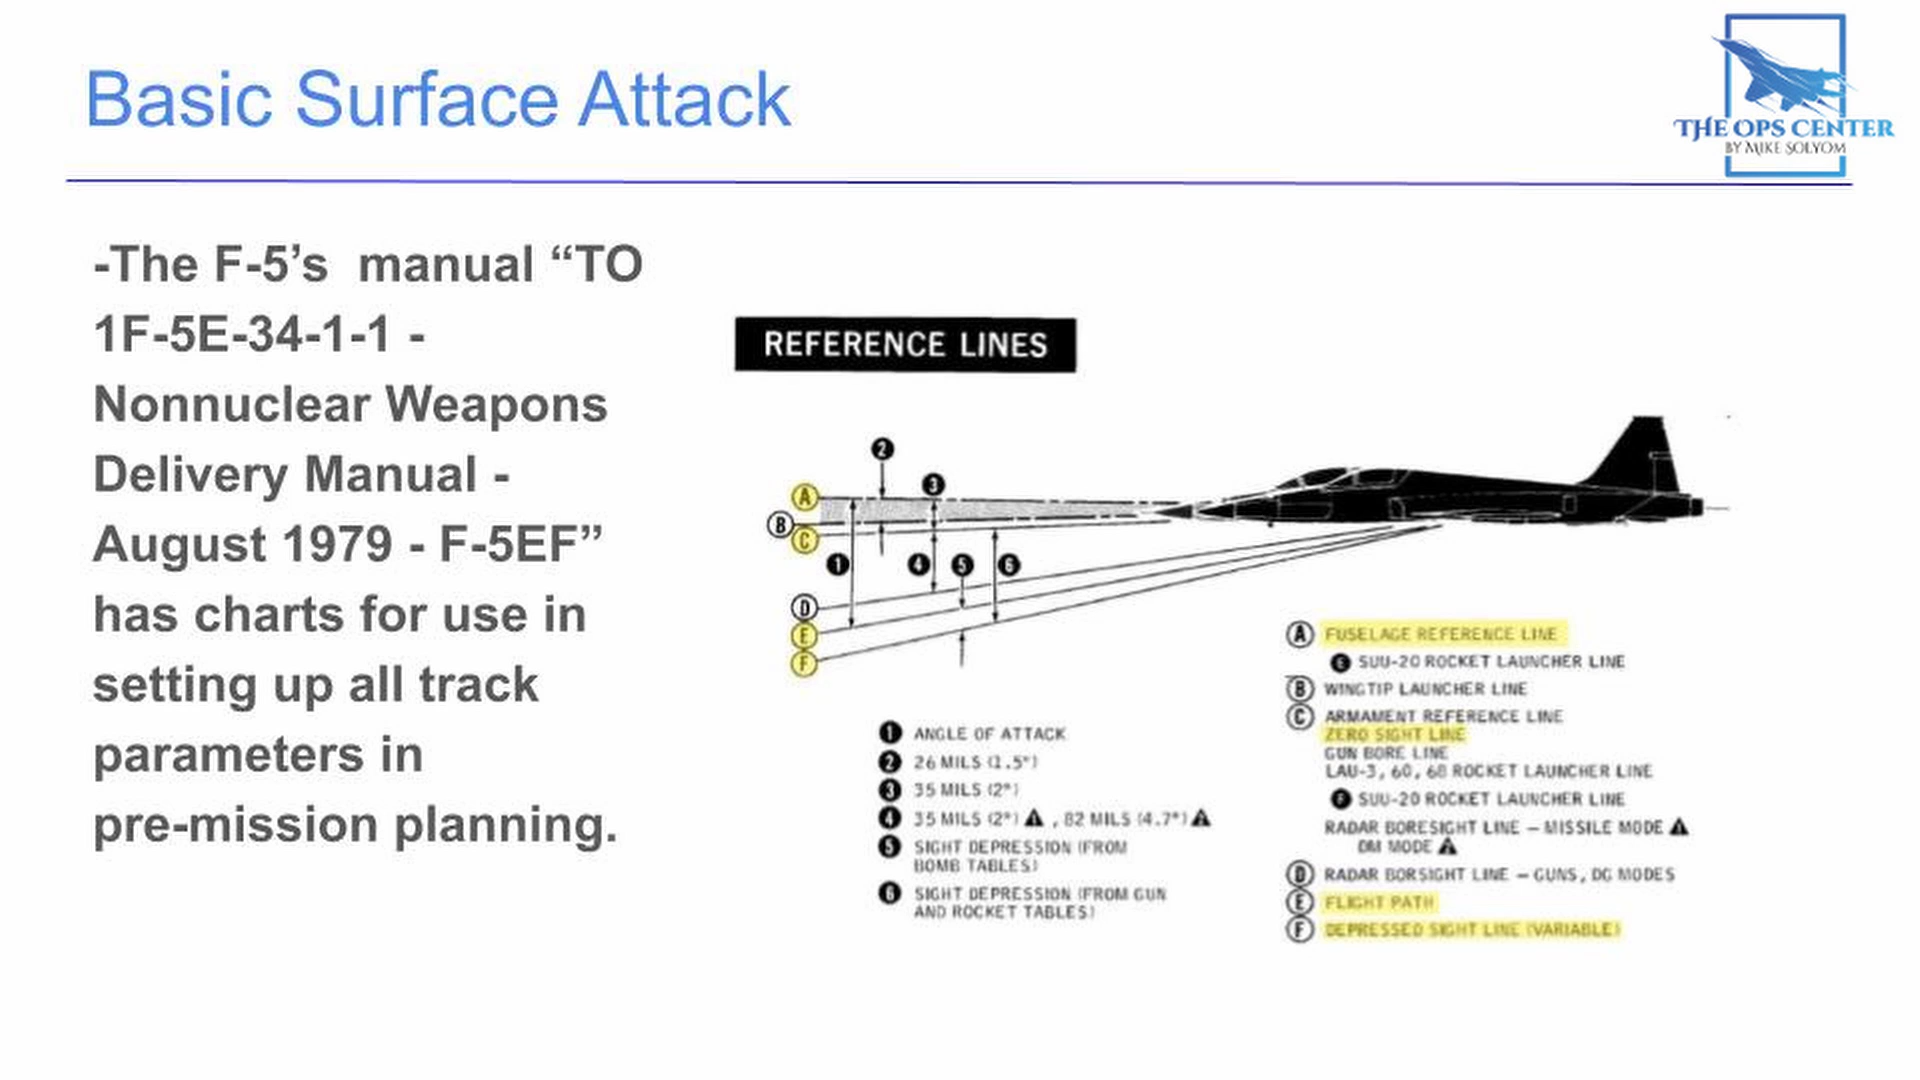 Basic Surface Attack
THE OPS CENTER
BY MIKE SOLYOM
-The F-5’s  manual “TO
1F-5E-34-1-1 -
Nonnuclear Weapons
Delivery Manual -
August 1979 - F-5EF”
has charts for use in
setting up all track
parameters in
pre-mission planning.
REFERENCE LINES
2
A
3
B
C
1
4
5
6
D
E
F
1 ANGLE OF ATTACK
2 26 MILS (1.5°)
3 35 MILS (2°)
4 35 MILS (2°) 1 , 82 MILS (4.7°) 2
5 SIGHT DEPRESSION (FROM
BOMB TABLES)
6 SIGHT DEPRESSION (FROM GUN
AND ROCKET TABLES)
A FUSELAGE REFERENCE LINE
E SUU-20 ROCKET LAUNCHER LINE
B WINGTIP LAUNCHER LINE
C ARMAMENT REFERENCE LINE
ZERO SIGHT LINE
GUN BORE LINE
LAU-3, 60, 68 ROCKET LAUNCHER LINE
F SUU-20 ROCKET LAUNCHER LINE
RADAR BORESIGHT LINE – MISSILE MODE
DM MODE
D RADAR BORSIGHT LINE – GUNS, DG MODES
E FLIGHT PATH
F DEPRESSED SIGHT LINE (VARIABLE)